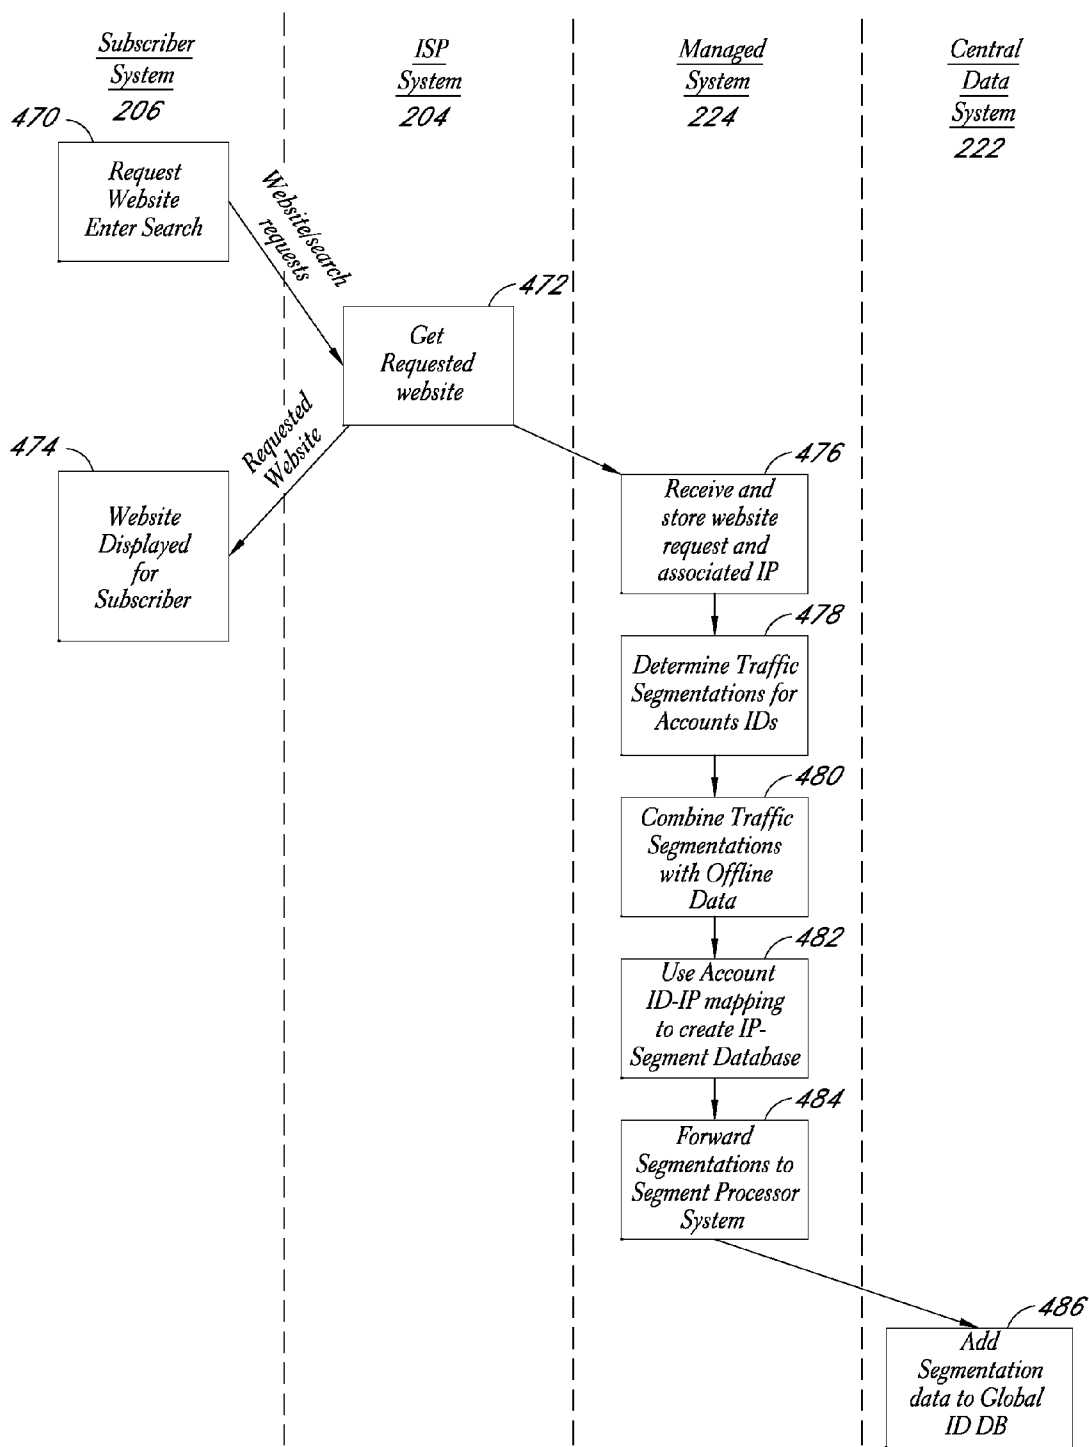 Subscriber
System
206
ISP
System
204
Managed
System
224
Central
Data
System
222
470
Request
Website
Enter Search
Website/search
requests
472
Get
Requested
website
Requested
Website
474
Website
Displayed
for
Subscriber
476
Receive and
store website
request and
associated IP
478
Determine Traffic
Segmentations for
Accounts IDs
480
Combine Traffic
Segmentations
with Offline
Data
482
Use Account
ID-IP mapping
to create IP-
Segment Database
484
Forward
Segmentations to
Segment Processor
System
486
Add
Segmentation
data to Global
ID DB